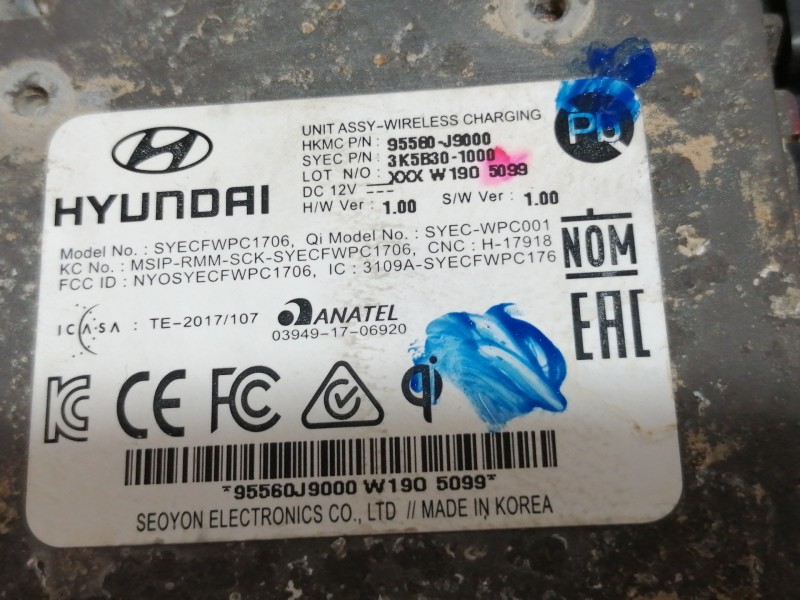 HYUNDAI
UNIT ASSY-WIRELESS CHARGING
HKMC P/N : 95560-J9000
SYEC P/N : 3K5B30-1000
LOT N/O : XXX W190 5099
DC 12V
H/W Ver : 1.00 S/W Ver : 1.00
Pb
Model No. : SYECFWPC1706, Qi Model No. : SYEC-WPC001
KC No. : MSIP-RMM-SCK-SYECFWPC1706, CNC : H-17918
FCC ID : NYOSYECFWPC1706, IC : 3109A-SYECFWPC176
NOM
ICASA : TE-2017/107
ANATEL
03949-17-06920
EAC
KC CE FC qi
*95560J9000 W190 5099*
SEOYON ELECTRONICS CO., LTD // MADE IN KOREA